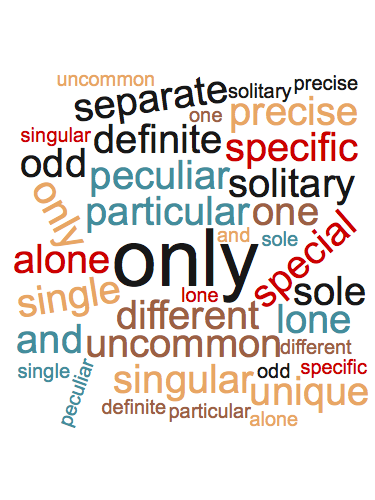 uncommon
separate solitary precise
one precise
singular definite specific
odd peculiar solitary
only particular one
and sole
alone only special
single lone sole
different lone
and uncommon different
single peculiar singular odd specific
unique
definite particular alone